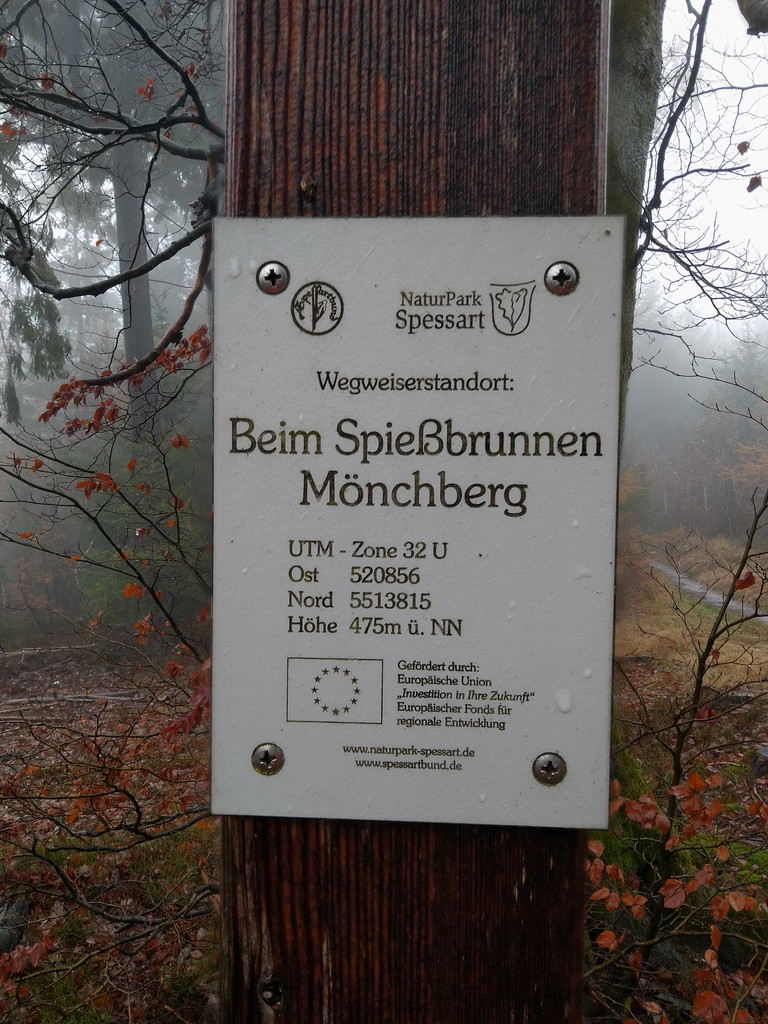 Spessartbund
NaturPark
Spessart
Wegweiserstandort:
Beim Spießbrunnen
Mönchberg
UTM - Zone 32 U
Ost 520856
Nord 5513815
Höhe 475m ü. NN
Gefördert durch:
Europäische Union
„Investition in Ihre Zukunft“
Europäischer Fonds für
regionale Entwicklung
www.naturpark-spessart.de
www.spessartbund.de